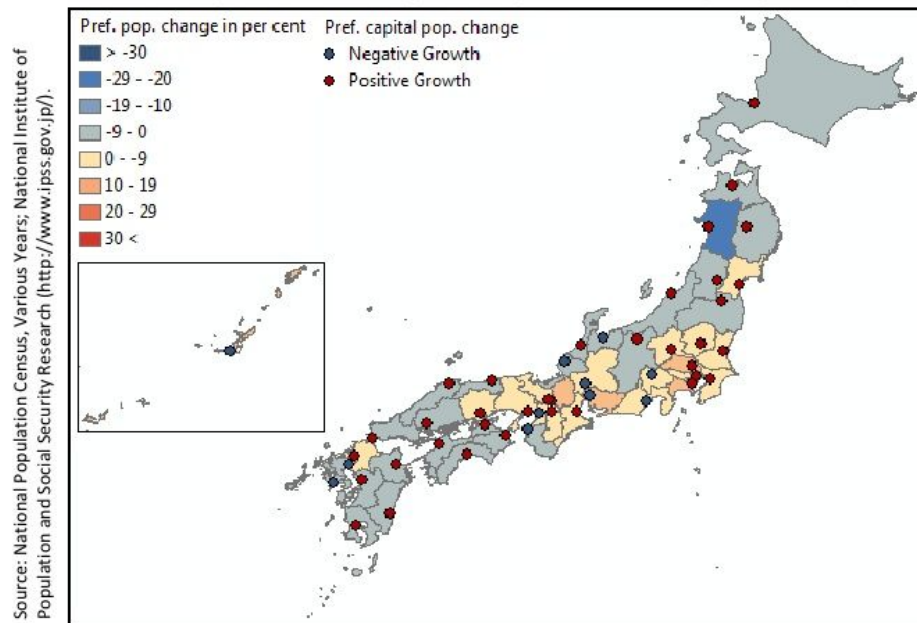 Source: National Population Census, Various Years; National Institute of
Population and Social Security Research (http://www.ipss.gov.jp/).
Pref. pop. change in per cent
> -30
-29 - -20
-19 - -10
-9 - 0
0 - -9
10 - 19
20 - 29
30 <
Pref. capital pop. change
Negative Growth
Positive Growth